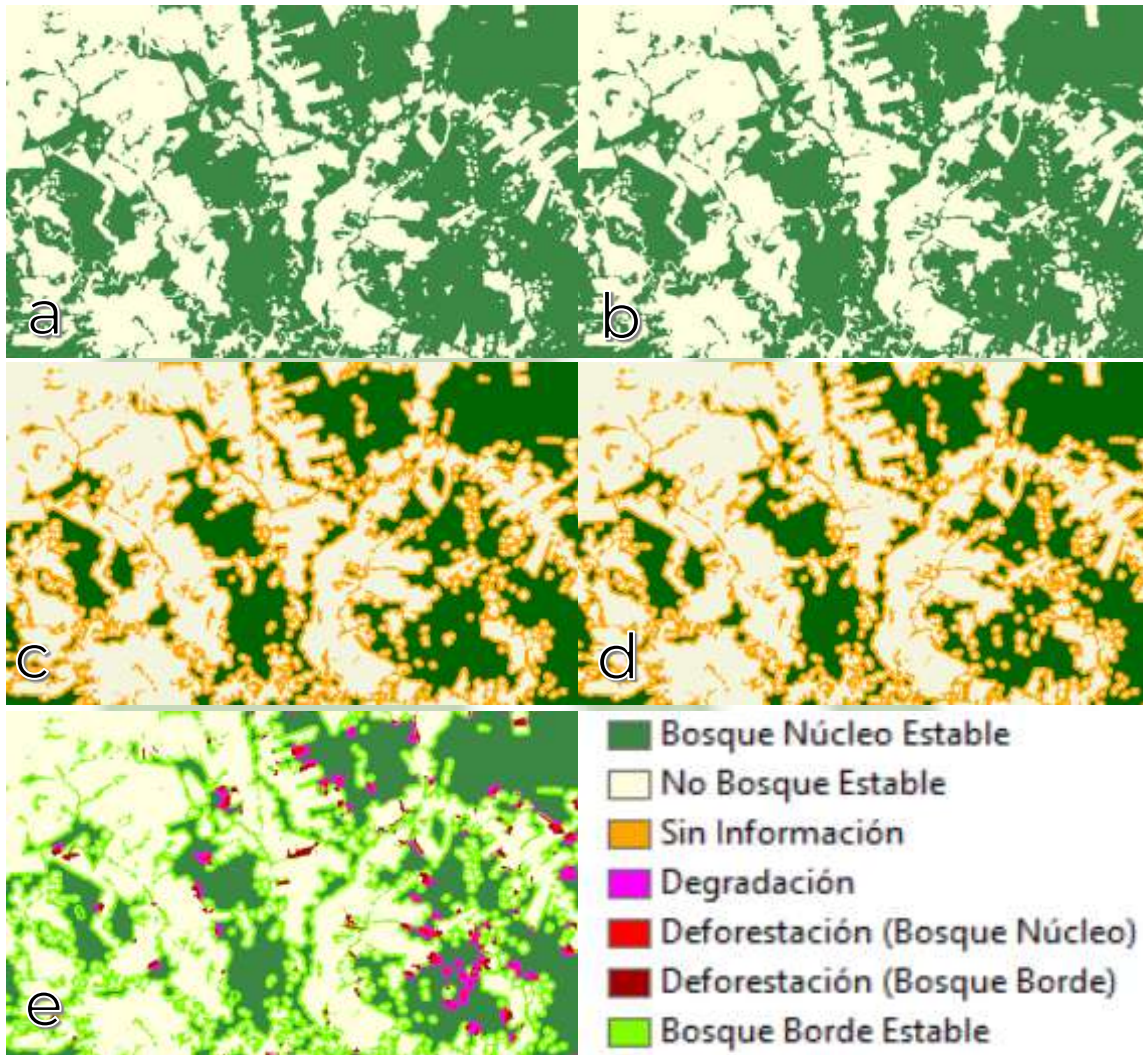 a
b
c
d
e
Bosque Núcleo Estable
No Bosque Estable
Sin Información
Degradación
Deforestación (Bosque Núcleo)
Deforestación (Bosque Borde)
Bosque Borde Estable